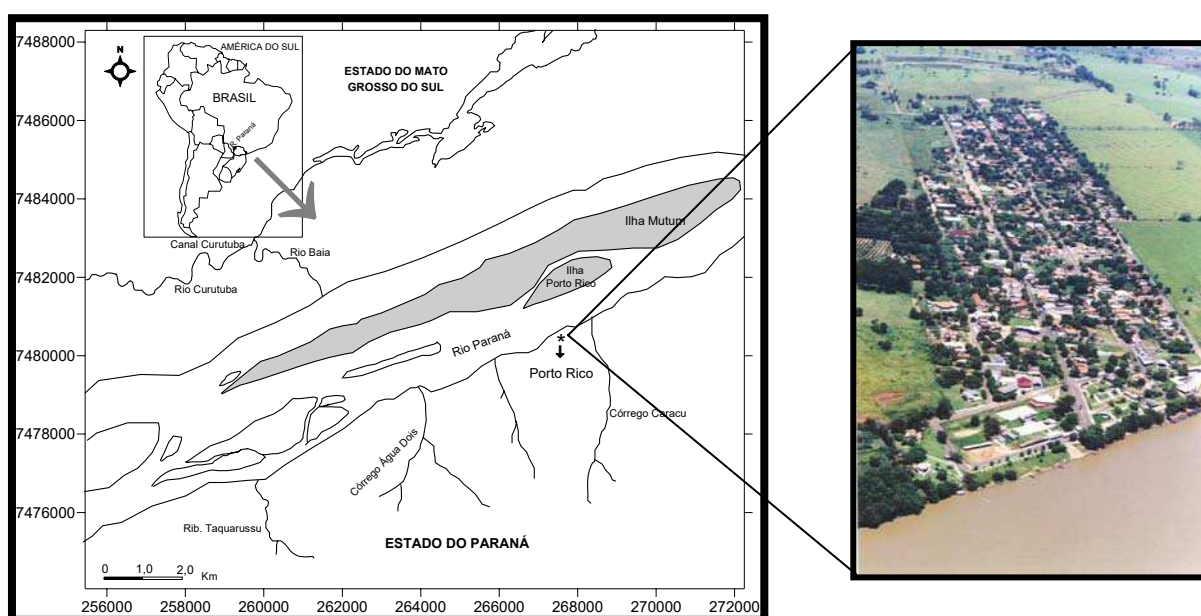 7488000
7486000
7484000
7482000
7480000
7478000
7476000
N
AMÉRICA DO SUL
BRASIL
R. Paraná
ESTADO DO MATO
GROSSO DO SUL
Ilha Mutum
Canal Curutuba
Rio Baia
Rio Curutuba
Ilha
Porto Rico
Rio Paraná
*
Porto Rico
Córrego Caracu
Córrego Água Dois
Rib. Taquarussu
ESTADO DO PARANÁ
0 1,0 2,0
Km
256000 258000 260000 262000 264000 266000 268000 270000 272000